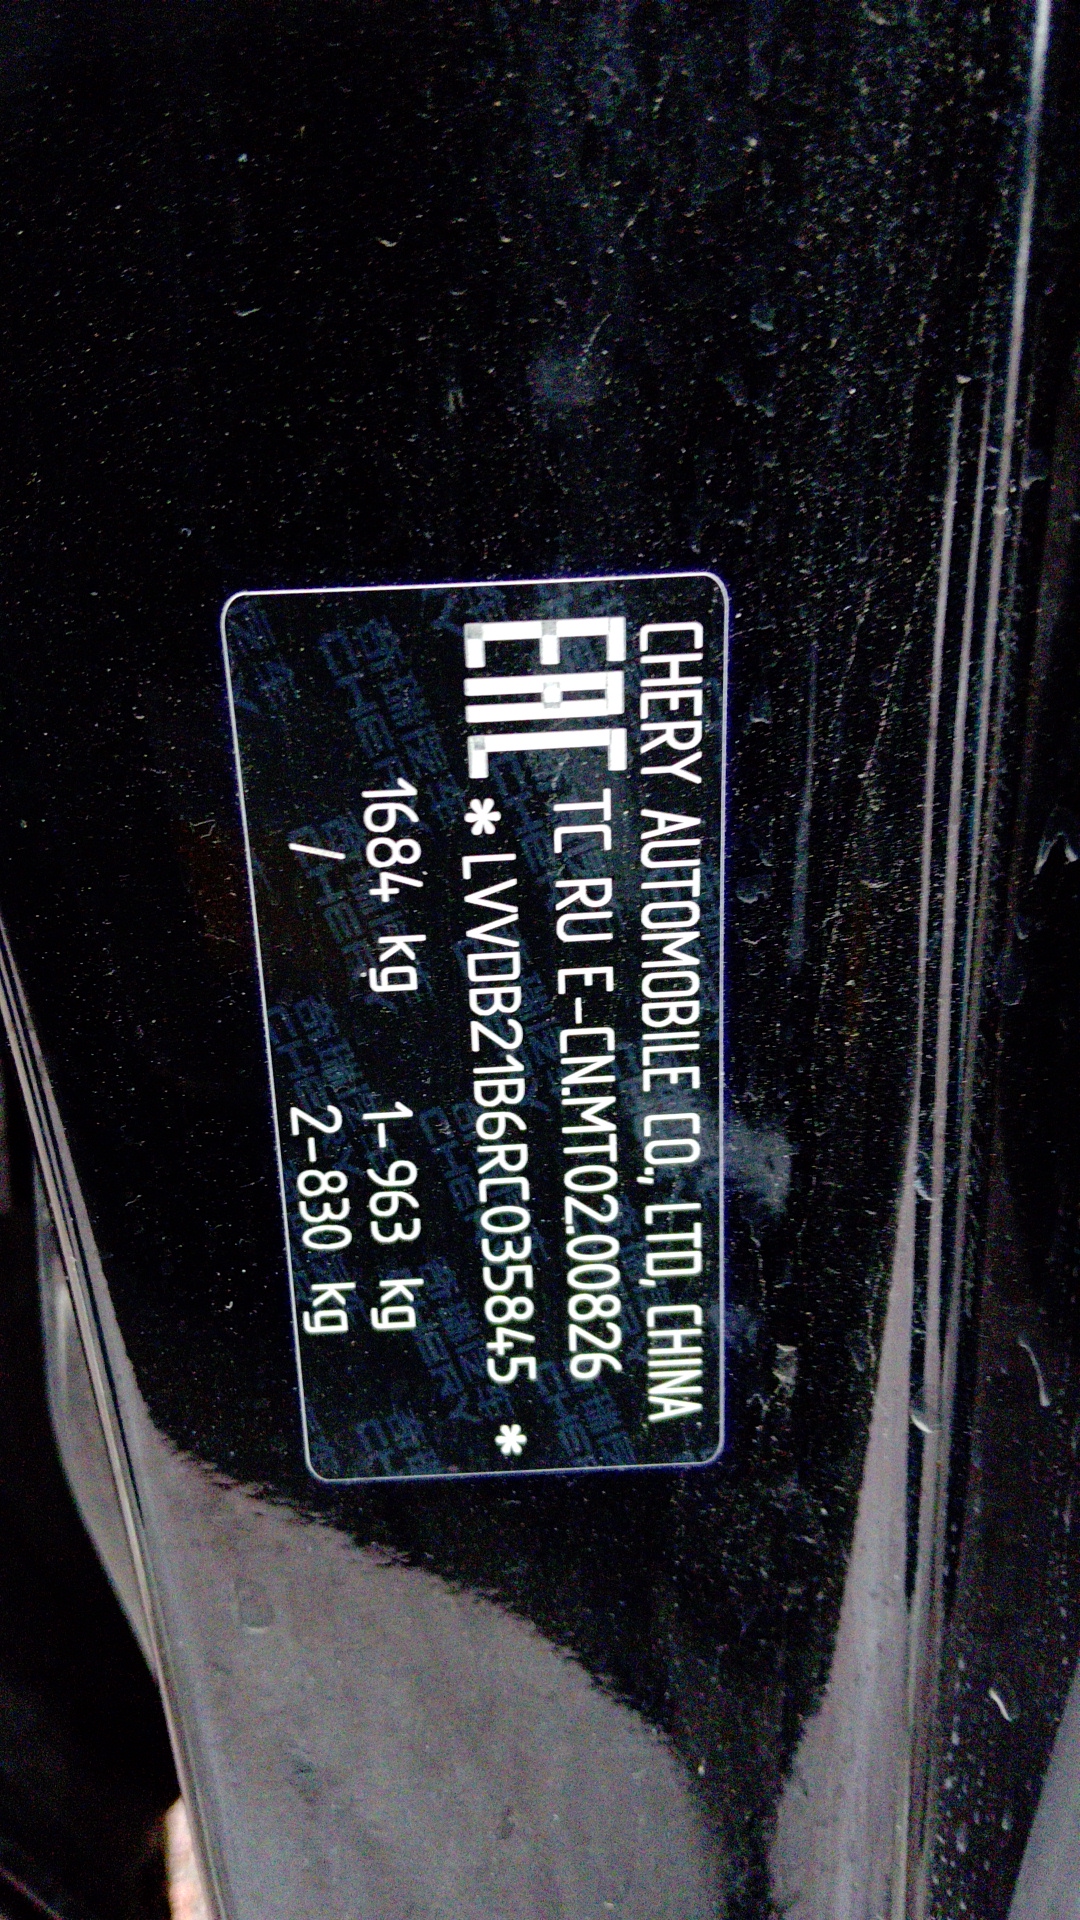 CHERY AUTOMOBILE CO., LTD, CHINA
EAC TC RU E-CN.MT02.00826
*LVVDB21B6RC035845 *
1684 kg 1-963 kg
/ 2-830 kg